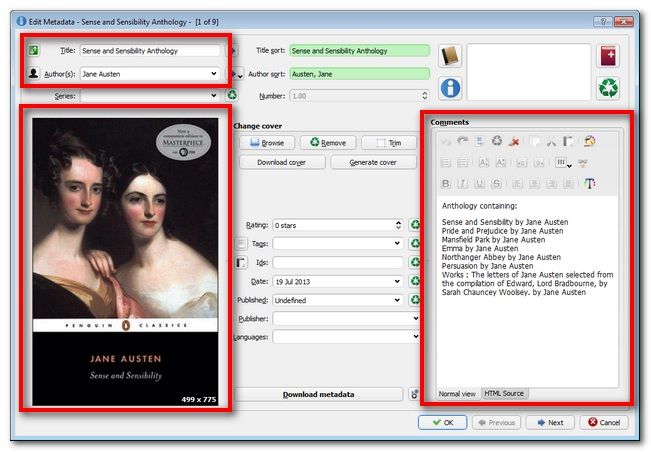 Edit Metadata - Sense and Sensibility Anthology - [1 of 9]
Title: Sense and Sensibility Anthology
Title sort: Sense and Sensibility Anthology
Author(s): Jane Austen
Author sort: Austen, Jane
Series:
Number: 1.00
Now a companion edition to
MASTERPIECE
PBS
PENGUIN CLASSICS
JANE AUSTEN
Sense and Sensibility
499 x 775
Change cover
Browse
Remove
Trim
Download cover
Generate cover
Rating: 0 stars
Tags:
Ids:
Date: 19 Jul 2013
Published: Undefined
Publisher:
Languages:
Download metadata
Comments
B I U S
Anthology containing:
Sense and Sensibility by Jane Austen
Pride and Prejudice by Jane Austen
Mansfield Park by Jane Austen
Emma by Jane Austen
Northanger Abbey by Jane Austen
Persuasion by Jane Austen
Works : The letters of Jane Austen selected from
the compilation of Edward, Lord Bradbourne, by
Sarah Chauncey Woolsey. by Jane Austen
Normal view
HTML Source
OK
Previous
Next
Cancel